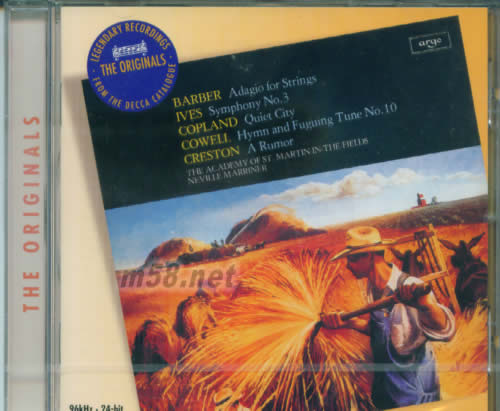 LEGENDARY RECORDINGS
THE ORIGINALS
FROM THE DECCA CATALOGUE
argo
BARBER Adagio for Strings
IVES Symphony No.3
COPLAND Quiet City
COWELL Hymn and Fuguing Tune No.10
CRESTON A Rumor
THE ACADEMY OF ST MARTIN-IN-THE-FIELDS
NEVILLE MARRINER
THE ORIGINALS
m58.net
96kHz · 24-bit